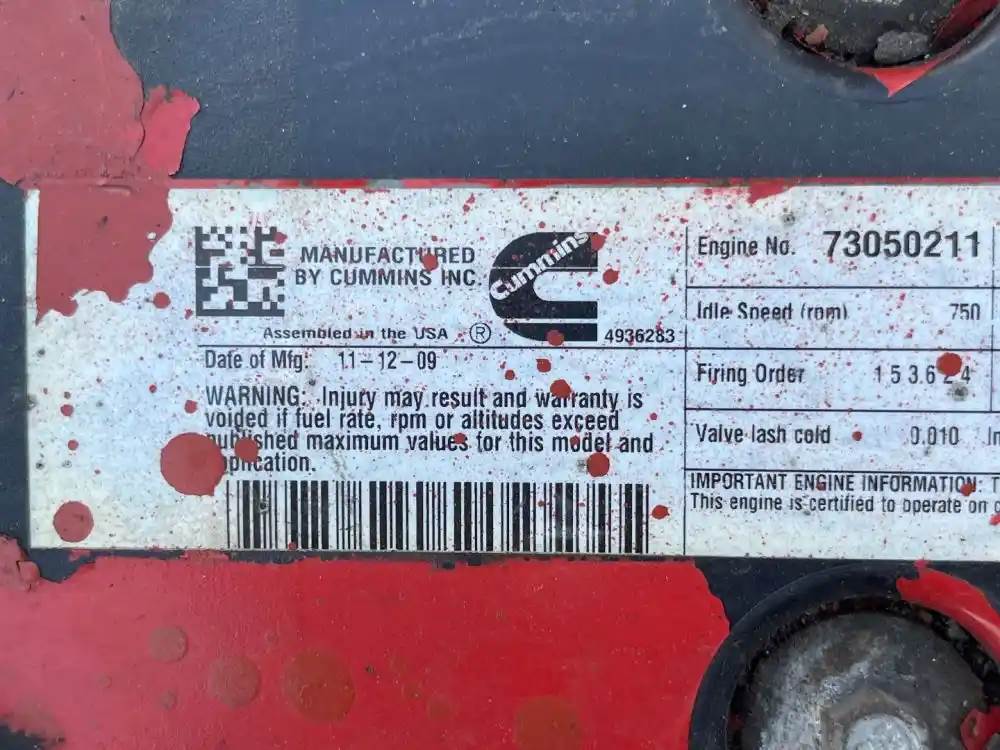 MANUFACTURED
BY CUMMINS INC.
Cummins
Assembled in the USA ®
4936283
Date of Mfg. 11-12-09
WARNING: Injury may result and warranty is
voided if fuel rate, rpm or altitudes exceed
published maximum values for this model and
application.
Engine No. 73050211
Idle Speed (rpm) 750
Firing Order 1 5 3 6 2 4
Valve lash cold 0.010 In
IMPORTANT ENGINE INFORMATION: T
This engine is certified to operate on